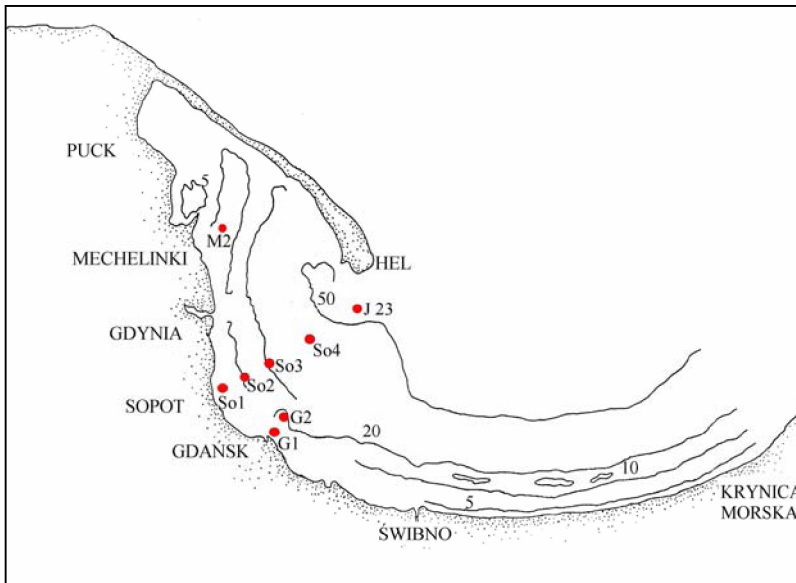 PUCK
5
M2
MECHELINKI
HEL
50
J 23
GDYNIA
So4
So3
So2
So1
SOPOT
G2
20
G1
GDAŃSK
10
5
KRYNICA
MORSKA
ŚWIBNO